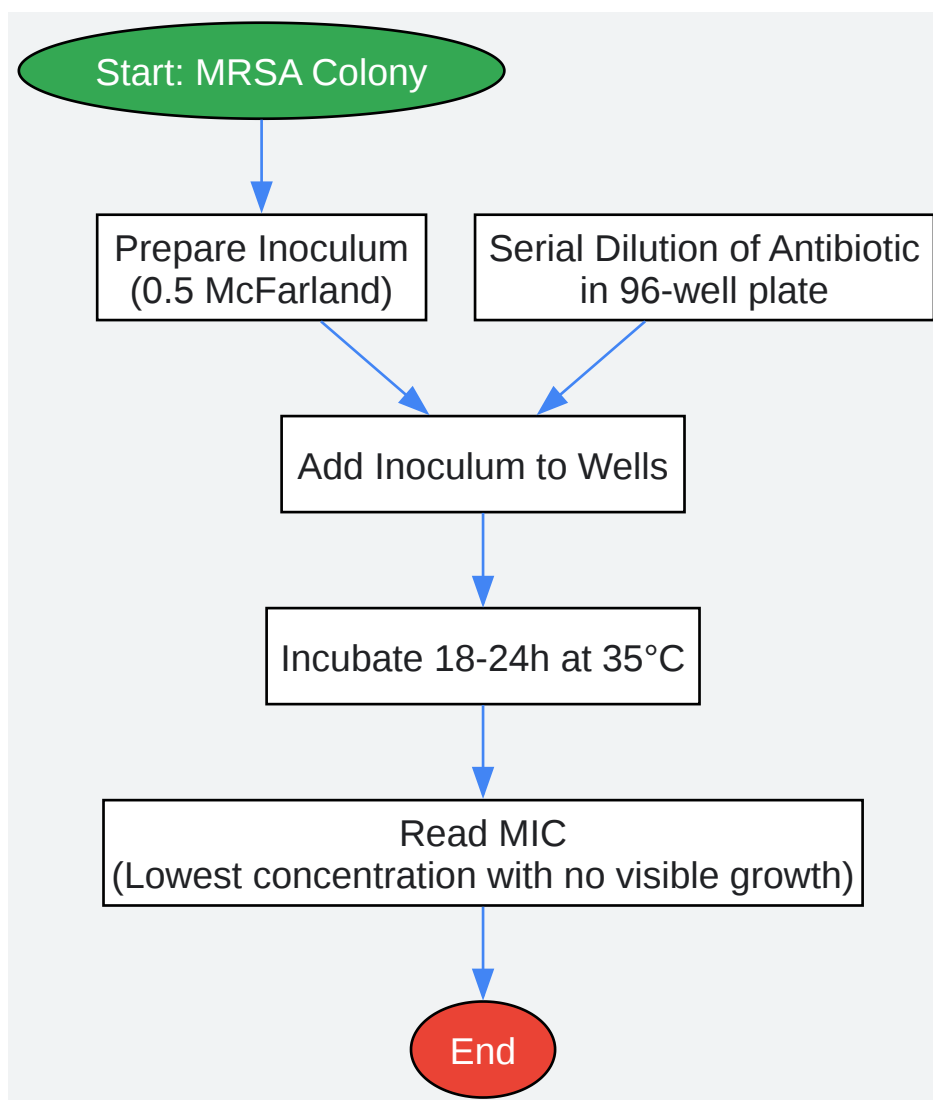 Start: MRSA Colony
Prepare Inoculum
(0.5 McFarland)
Serial Dilution of Antibiotic
in 96-well plate
Add Inoculum to Wells
Incubate 18-24h at 35°C
Read MIC
(Lowest concentration with no visible growth)
End